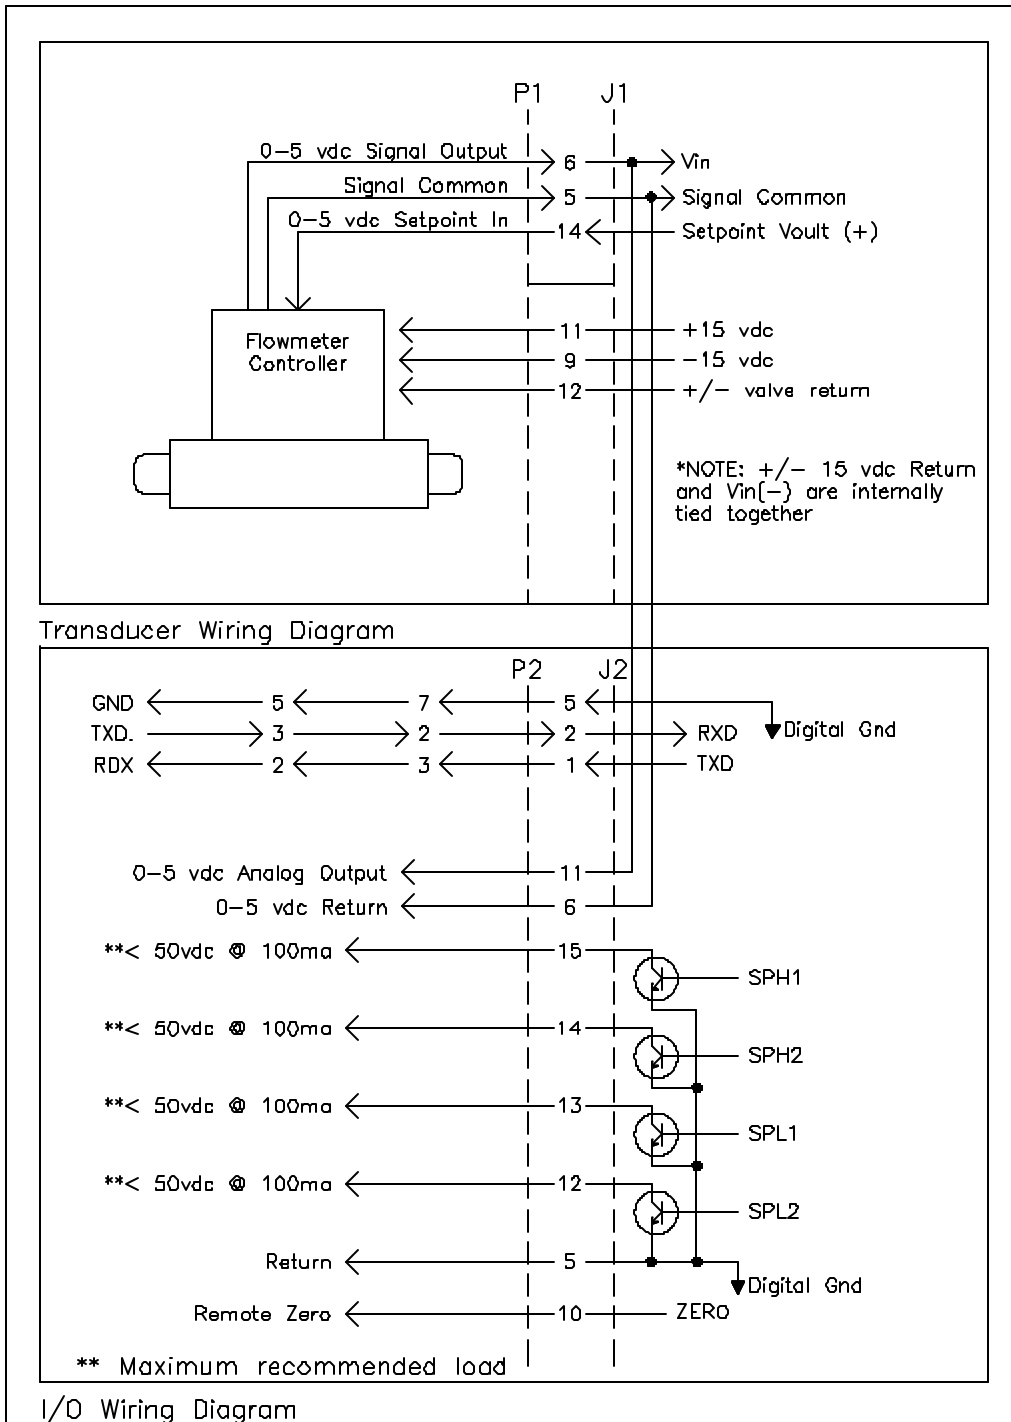 P1 J1
0-5 vdc Signal Output 6 Vin
Signal Common 5 Signal Common
0-5 vdc Setpoint In 14 Setpoint Voult (+)
Flowmeter
Controller
11 +15 vdc
9 -15 vdc
12 +/- valve return
*NOTE: +/- 15 vdc Return
and Vin(-} are internally
tied together
Transducer Wiring Diagram
P2 J2
GND 5 7 5 Digital Gnd
TXD. 3 2 2 RXD
RDX 2 3 1 TXD
0-5 vdc Analog Output 11
0-5 vdc Return 6
**< 50vdc @ 100ma 15 SPH1
**< 50vdc @ 100ma 14 SPH2
**< 50vdc @ 100ma 13 SPL1
**< 50vdc @ 100ma 12 SPL2
Return 5 Digital Gnd
Remote Zero 10 ZERO
** Maximum recommended load
I/O Wiring Diagram